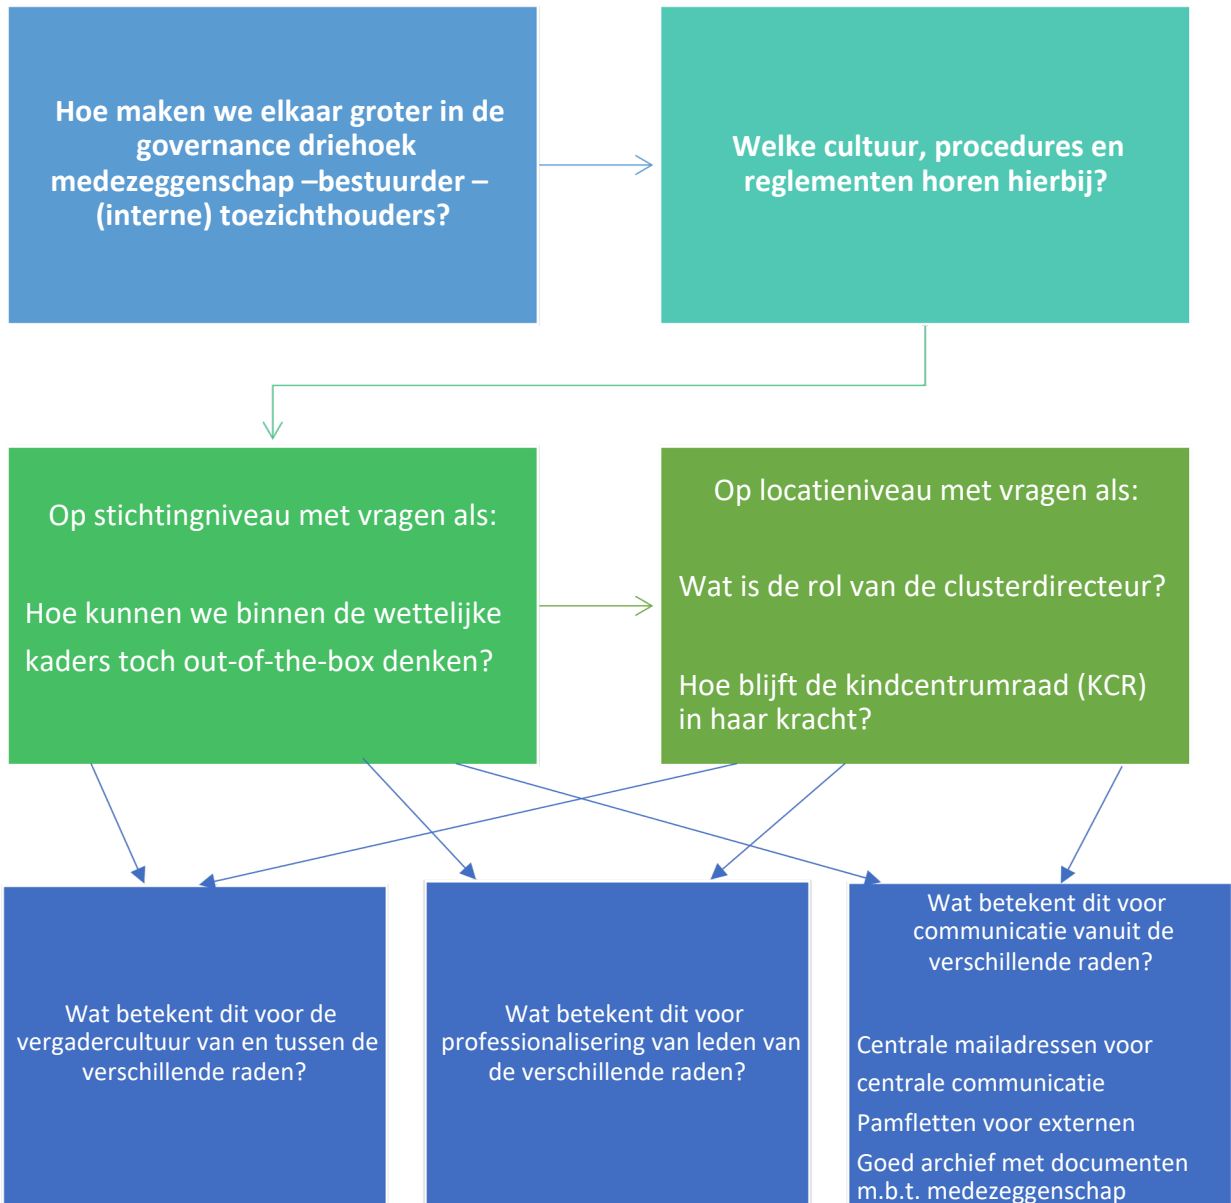 Hoe maken we elkaar groter in de
governance driehoek
medezeggenschap –bestuurder –
(interne) toezichthouders?
Welke cultuur, procedures en
reglementen horen hierbij?
Op stichtingniveau met vragen als:
Hoe kunnen we binnen de wettelijke
kaders toch out-of-the-box denken?
Op locatieniveau met vragen als:
Wat is de rol van de clusterdirecteur?
Hoe blijft de kindcentrumraad (KCR)
in haar kracht?
Wat betekent dit voor de
vergadercultuur van en tussen de
verschillende raden?
Wat betekent dit voor
professionalisering van leden van
de verschillende raden?
Wat betekent dit voor
communicatie vanuit de
verschillende raden?
Centrale mailadressen voor
centrale communicatie
Pamfletten voor externen
Goed archief met documenten
m.b.t. medezeggenschap